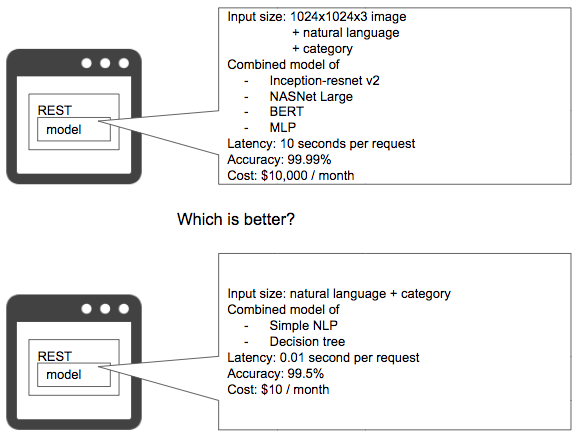 Input size: 1024x1024x3 image
+ natural language
+ category
Combined model of
- Inception-resnet v2
- NASNet Large
- BERT
- MLP
Latency: 10 seconds per request
Accuracy: 99.99%
Cost: $10,000 / month
REST
model
Which is better?
Input size: natural language + category
Combined model of
- Simple NLP
- Decision tree
Latency: 0.01 second per request
Accuracy: 99.5%
Cost: $10 / month
REST
model